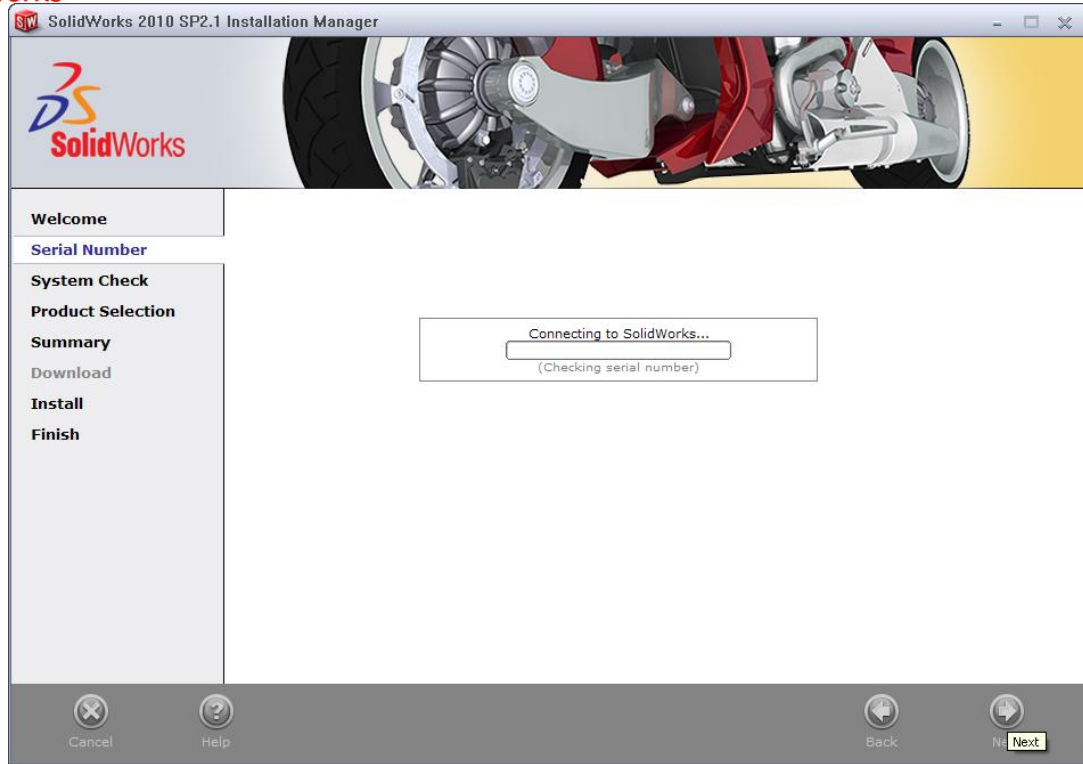 SolidWorks 2010 SP2.1 Installation Manager
SolidWorks
Welcome
Serial Number
System Check
Product Selection
Summary
Download
Install
Finish
Connecting to SolidWorks...
(Checking serial number)
Cancel
Help
Back
Next